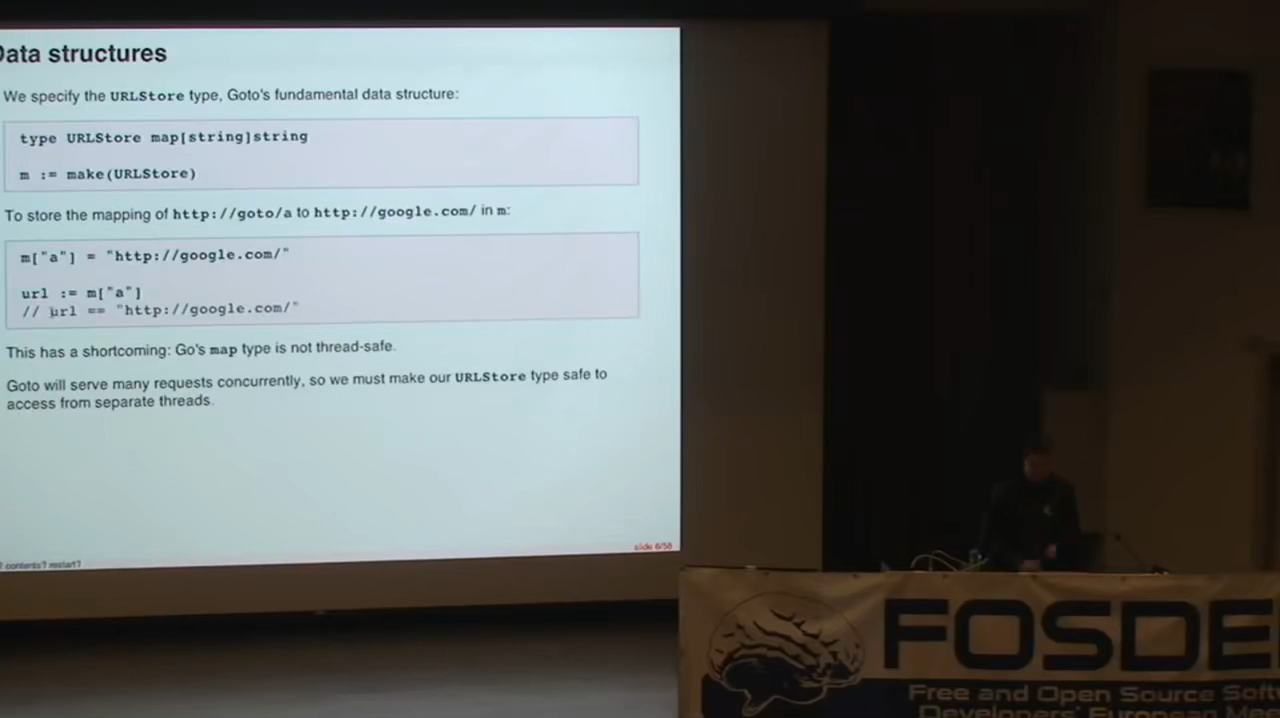 Data structures
We specify the URLStore type, Goto's fundamental data structure:
type URLStore map[string]string
m := make(URLStore)
To store the mapping of http://goto/a to http://google.com/ in m:
m["a"] = "http://google.com/"
url := m["a"]
// url == "http://google.com/"
This has a shortcoming: Go's map type is not thread-safe.
Goto will serve many requests concurrently, so we must make our URLStore type safe to
access from separate threads.
slide 6/58
contents? restart?
FOSDE
Free and Open Source Soft
Developers' European Mee